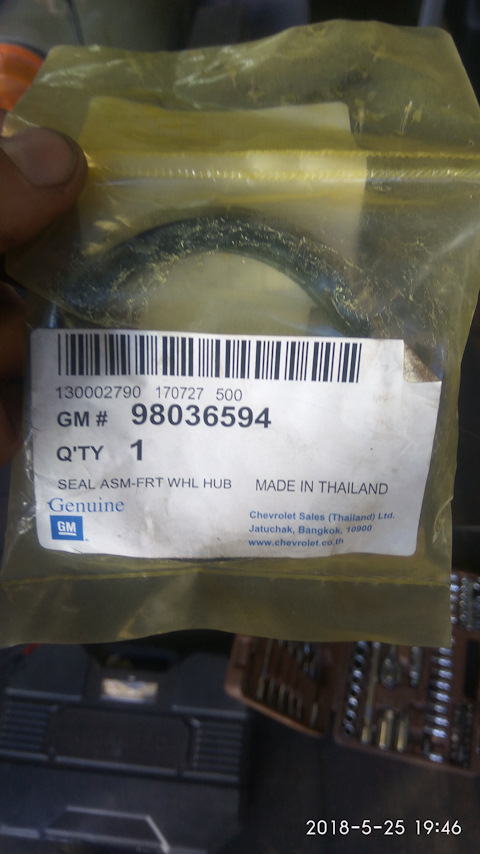 130002790 170727 500
GM # 98036594
Q'TY 1
SEAL ASM-FRT WHL HUB MADE IN THAILAND
Genuine
GM
Chevrolet Sales (Thailand) Ltd.
Jatuchak, Bangkok, 10900
www.chevrolet.co.th
2018-5-25 19:46